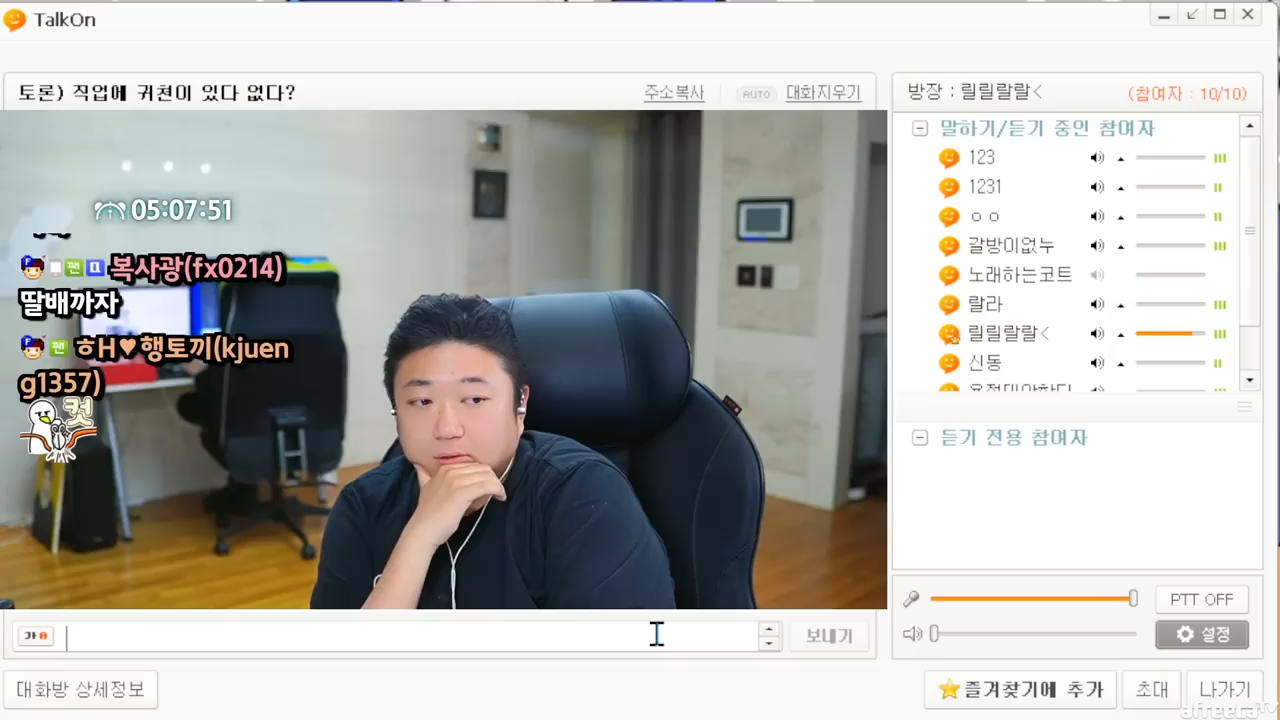 TalkOn
토론) 직업에 귀천이 있다 없다?
주소복사
AUTO
대화지우기
방장 : 릴릴랄랄<
(참여자 : 10/10)
말하기/듣기 중인 참여자
123
1231
ㅇㅇ
갈방이없누
노래하는코트
랄라
릴릴랄랄<
신동
듣기 전용 참여자
05:07:51
팬
복사광(fx0214)
딸배까자
팬
ㅎH♥행토끼(kjuen
g1357)
컷
가
보내기
PTT OFF
설정
대화방 상세정보
즐겨찾기에 추가
초대
나가기
afreecaTV